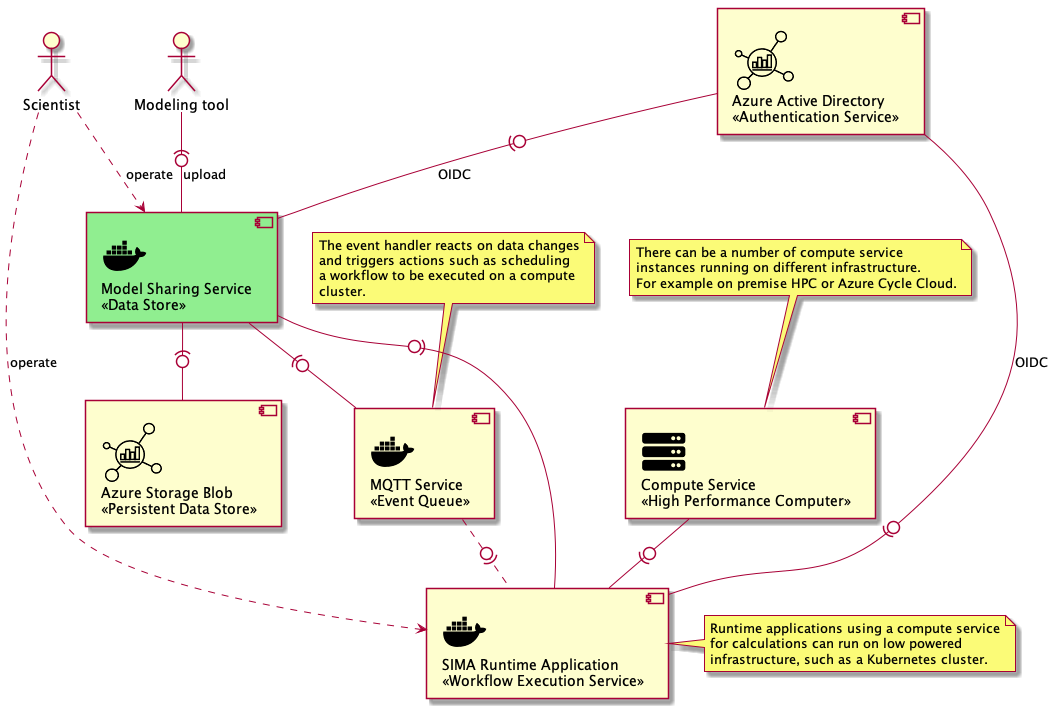 Scientist
Modeling tool
Azure Active Directory
«Authentication Service»
operate
upload
OIDC
Model Sharing Service
«Data Store»
The event handler reacts on data changes
and triggers actions such as scheduling
a workflow to be executed on a compute
cluster.
There can be a number of compute service
instances running on different infrastructure.
For example on premise HPC or Azure Cycle Cloud.
operate
OIDC
Azure Storage Blob
«Persistent Data Store»
MQTT Service
«Event Queue»
Compute Service
«High Performance Computer»
SIMA Runtime Application
«Workflow Execution Service»
Runtime applications using a compute service
for calculations can run on low powered
infrastructure, such as a Kubernetes cluster.